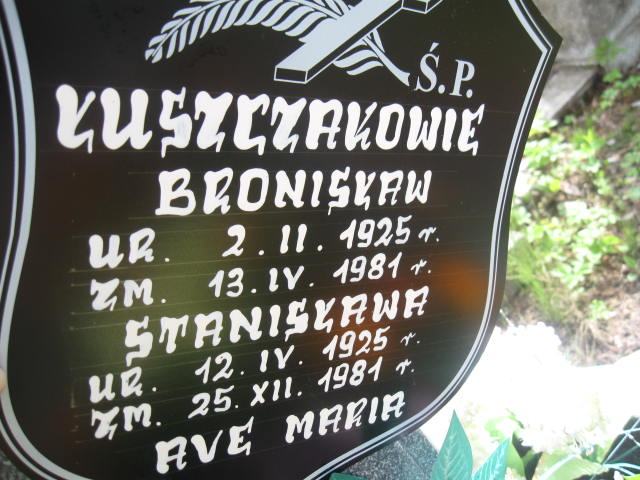 Ś.P.
ŁUSZCZAKOWIE
BRONISŁAW
UR. 2.II.1925 r.
ZM. 13.IV.1981 r.
STANISŁAWA
UR. 12.IV.1925 r.
ZM. 25.XII.1981 r.
AVE MARIA